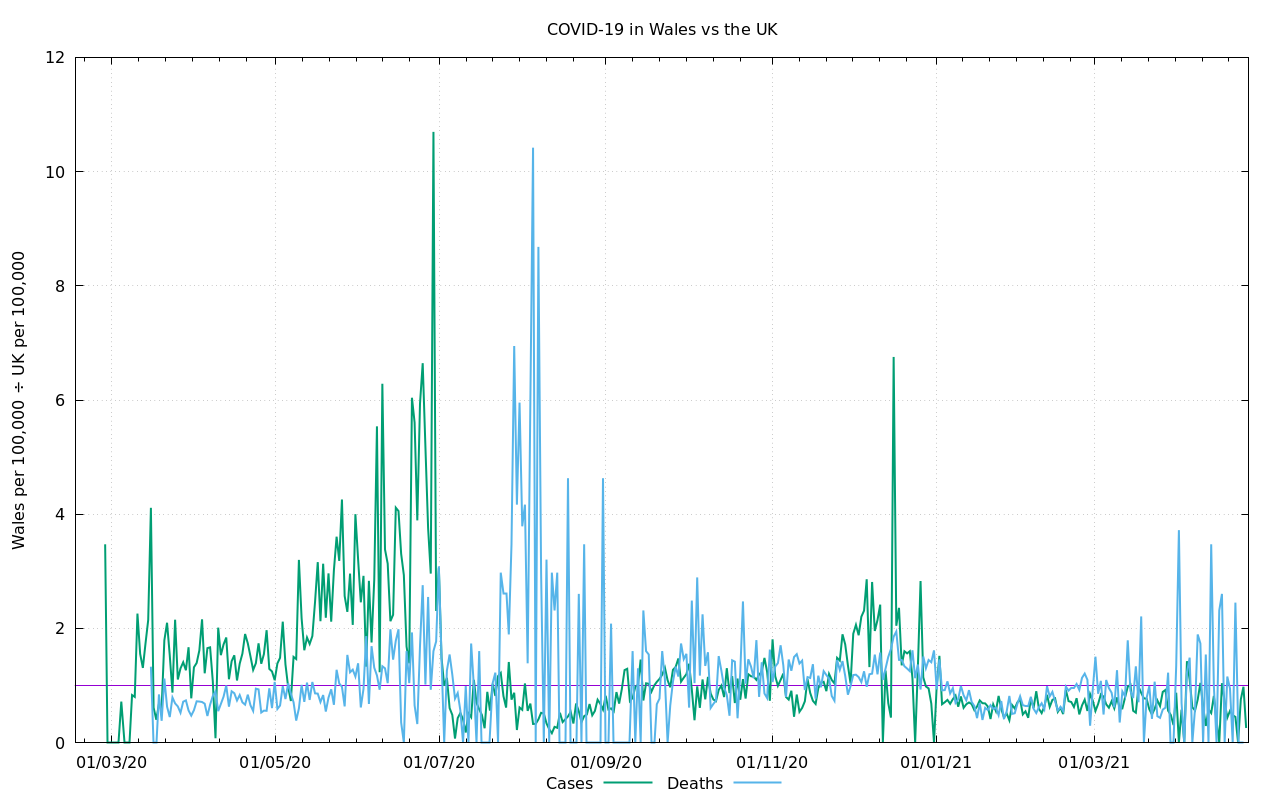 COVID-19 in Wales vs the UK
Wales per 100,000 ÷ UK per 100,000
12
10
8
6
4
2
0
01/03/20 01/05/20 01/07/20 01/09/20 01/11/20 01/01/21 01/03/21
Cases Deaths